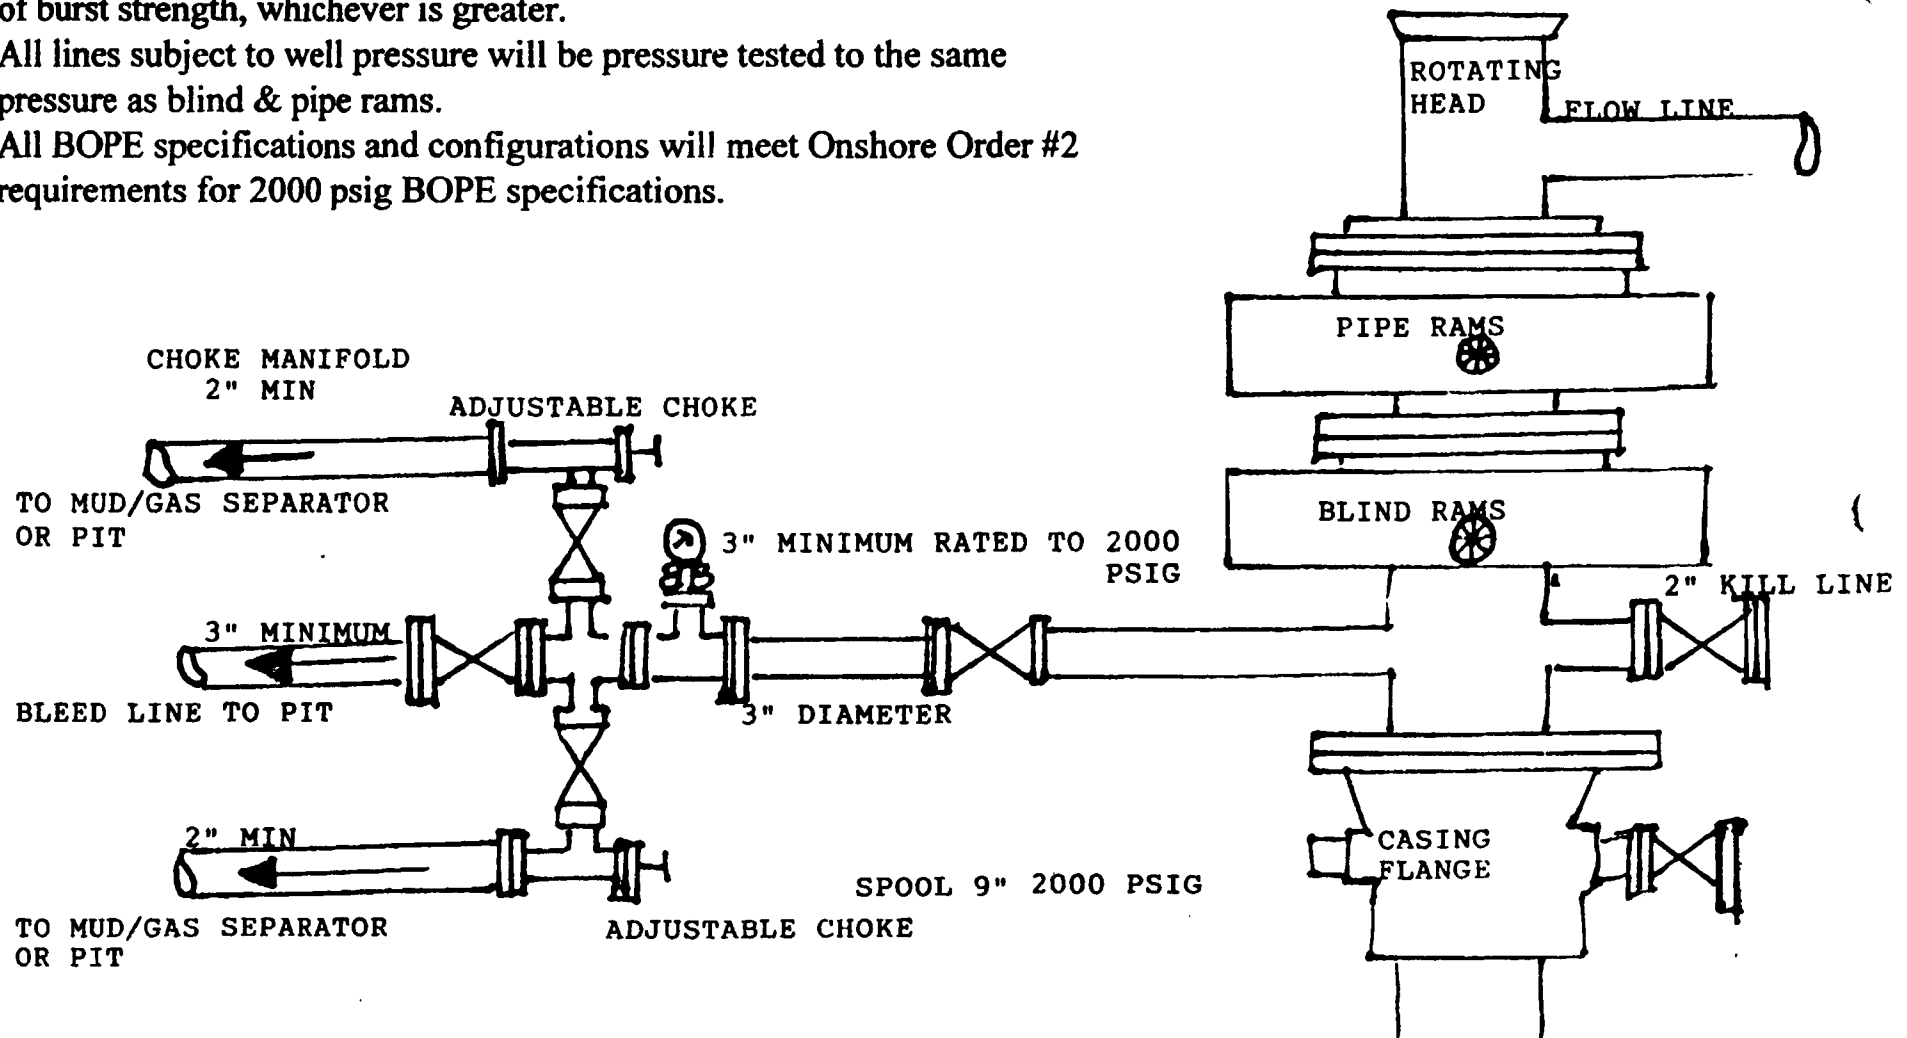 of burst strength, whichever is greater.
All lines subject to well pressure will be pressure tested to the same
pressure as blind & pipe rams.
All BOPE specifications and configurations will meet Onshore Order #2
requirements for 2000 psig BOPE specifications.
ROTATING
HEAD
FLOW LINE
PIPE RAMS
CHOKE MANIFOLD
2" MIN
ADJUSTABLE CHOKE
TO MUD/GAS SEPARATOR
OR PIT
BLIND RAMS
3" MINIMUM RATED TO 2000
PSIG
2" KILL LINE
3" MINIMUM
BLEED LINE TO PIT
3" DIAMETER
2" MIN
CASING
FLANGE
SPOOL 9" 2000 PSIG
TO MUD/GAS SEPARATOR
OR PIT
ADJUSTABLE CHOKE